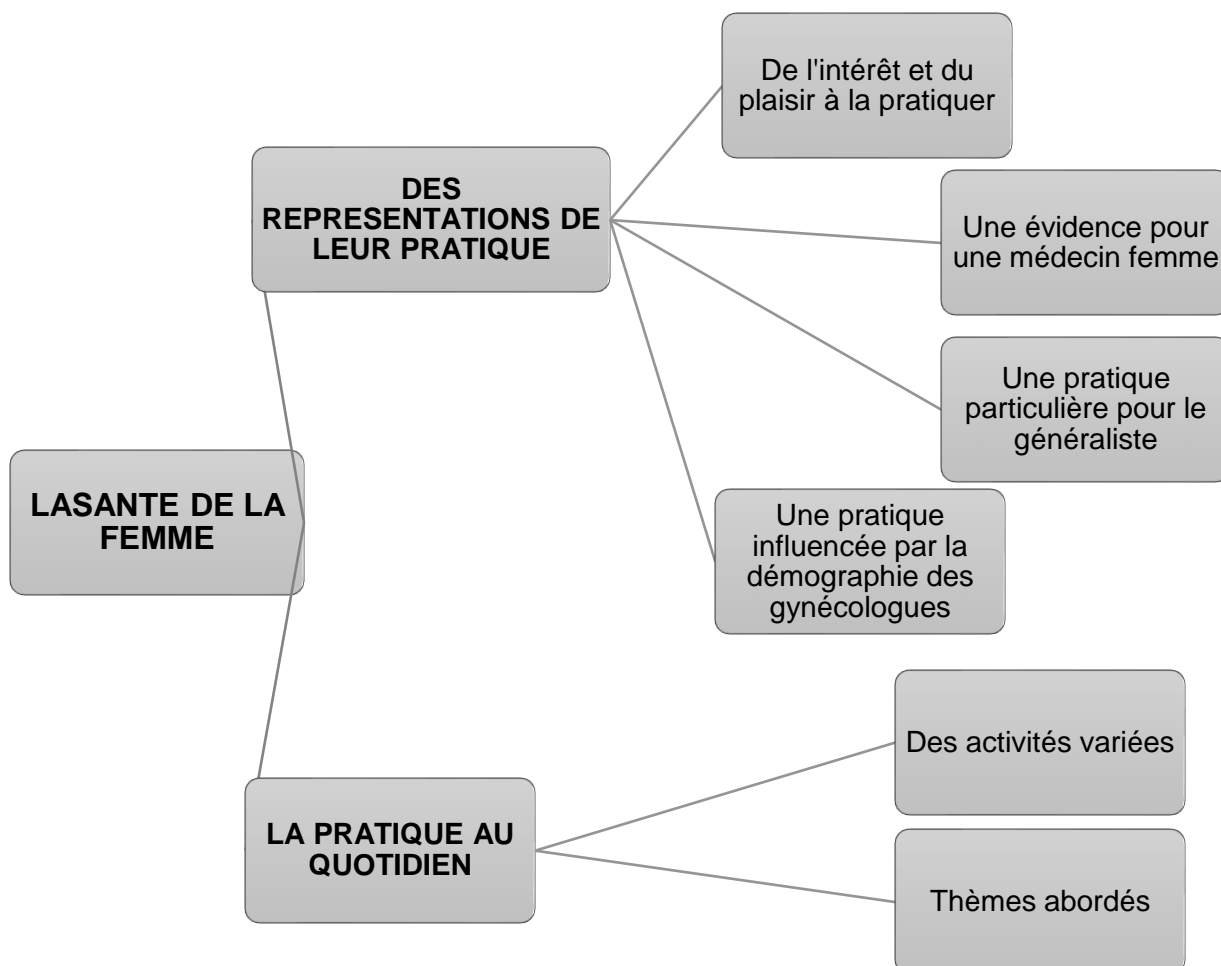 De l'intérêt et du
plaisir à la pratiquer
DES
REPRESENTATIONS DE
LEUR PRATIQUE
Une évidence pour
une médecin femme
Une pratique
particulière pour le
généraliste
LASANTE DE LA
FEMME
Une pratique
influencée par la
démographie des
gynécologues
Des activités variées
LA PRATIQUE AU
QUOTIDIEN
Thèmes abordés